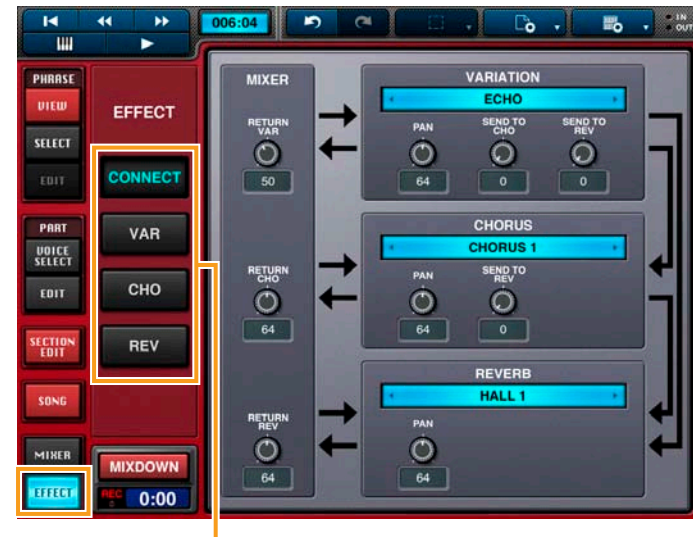 006:04
IN
OUT
PHRASE
VIEW
SELECT
EDIT
PART
VOICE
SELECT
EDIT
SECTION
EDIT
SONG
MIXER
EFFECT
EFFECT
CONNECT
VAR
CHO
REV
MIXDOWN
REC
0:00
MIXER
RETURN
VAR
50
RETURN
CHO
64
RETURN
REV
64
VARIATION
ECHO
PAN
64
SEND TO
CHO
0
SEND TO
REV
0
CHORUS
CHORUS 1
PAN
64
SEND TO
REV
0
REVERB
HALL 1
PAN
64